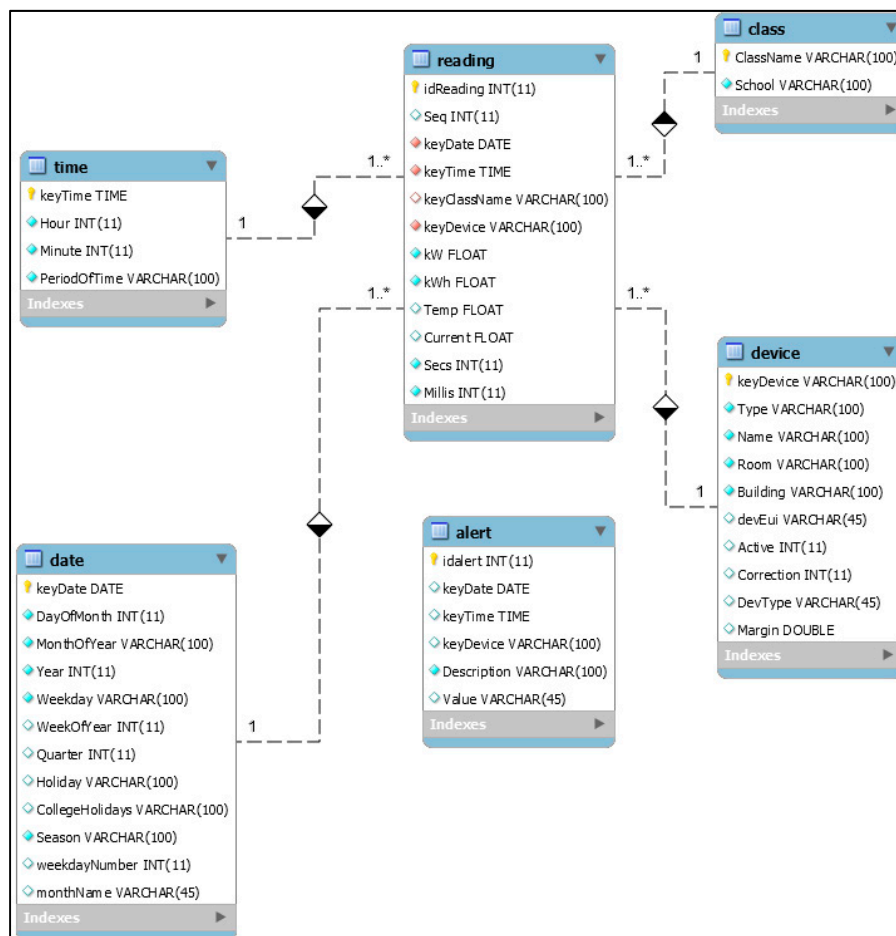 class
ClassName VARCHAR(100)
School VARCHAR(100)
Indexes
reading
idReading INT(11)
Seq INT(11)
keyDate DATE
keyTime TIME
keyClassName VARCHAR(100)
keyDevice VARCHAR(100)
kW FLOAT
kWh FLOAT
Temp FLOAT
Current FLOAT
Secs INT(11)
Millis INT(11)
Indexes
1
1..*
1..*
1
1..*
1..*
1
1
time
keyTime TIME
Hour INT(11)
Minute INT(11)
PeriodOfTime VARCHAR(100)
Indexes
device
keyDevice VARCHAR(100)
Type VARCHAR(100)
Name VARCHAR(100)
Room VARCHAR(100)
Building VARCHAR(100)
devEui VARCHAR(45)
Active INT(11)
Correction INT(11)
DevType VARCHAR(45)
Margin DOUBLE
Indexes
alert
idalert INT(11)
keyDate DATE
keyTime TIME
keyDevice VARCHAR(100)
Description VARCHAR(100)
Value VARCHAR(45)
Indexes
date
keyDate DATE
DayOfMonth INT(11)
MonthOfYear VARCHAR(100)
Year INT(11)
Weekday VARCHAR(100)
WeekOfYear INT(11)
Quarter INT(11)
Holiday VARCHAR(100)
CollegeHolidays VARCHAR(100)
Season VARCHAR(100)
weekdayNumber INT(11)
monthName VARCHAR(45)
Indexes